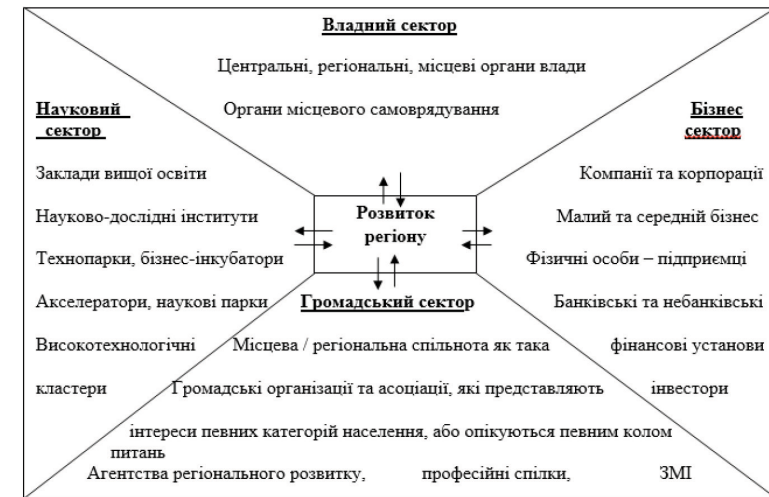 Владний сектор
Центральні, регіональні, місцеві органи влади
Органи місцевого самоврядування
Науковий
сектор
Заклади вищої освіти
Науково-дослідні інститути
Технопарки, бізнес-інкубатори
Акселератори, наукові парки
Високотехнологічні
кластери
Розвиток
регіону
Бізнес
сектор
Компанії та корпорації
Малий та середній бізнес
Фізичні особи – підприємці
Банківські та небанківські
фінансові установи
інвестори
Громадський сектор
Місцева / регіональна спільнота як така
Громадські організації та асоціації, які представляють
інтереси певних категорій населення, або опікуються певним колом
питань
Агентства регіонального розвитку, професійні спілки, ЗМІ